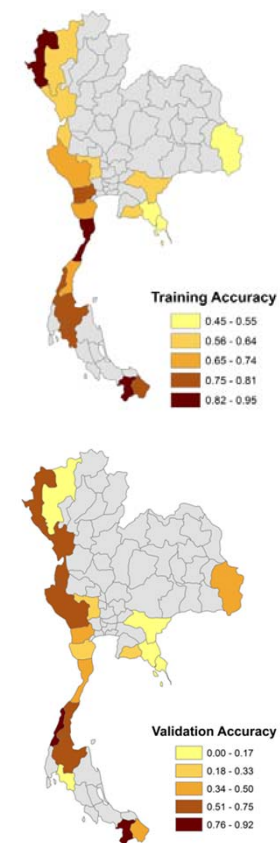 Training Accuracy
0.45 - 0.55
0.56 - 0.64
0.65 - 0.74
0.75 - 0.81
0.82 - 0.95
Validation Accuracy
0.00 - 0.17
0.18 - 0.33
0.34 - 0.50
0.51 - 0.75
0.76 - 0.92